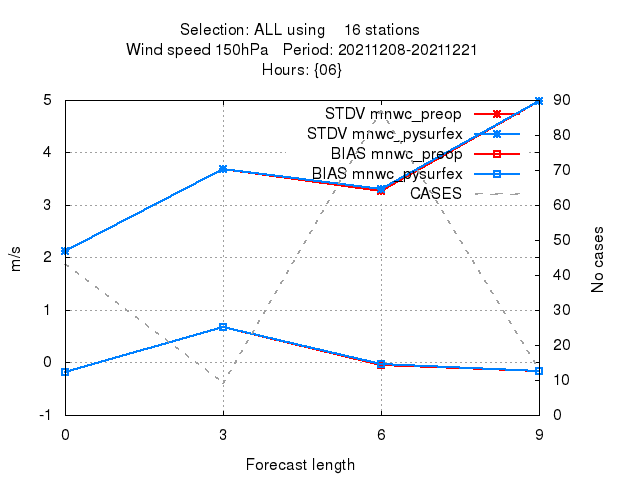 Selection: ALL using 16 stations
Wind speed 150hPa Period: 20211208-20211221
Hours: {06}
STDV mnwc_preop
STDV mnwc_pysurfex
BIAS mnwc_preop
BIAS mnwc_pysurfex
CASES
m/s
5
4
3
2
1
0
-1
90
80
70
60
50
40
30
20
10
0
No cases
0 3 6 9
Forecast length